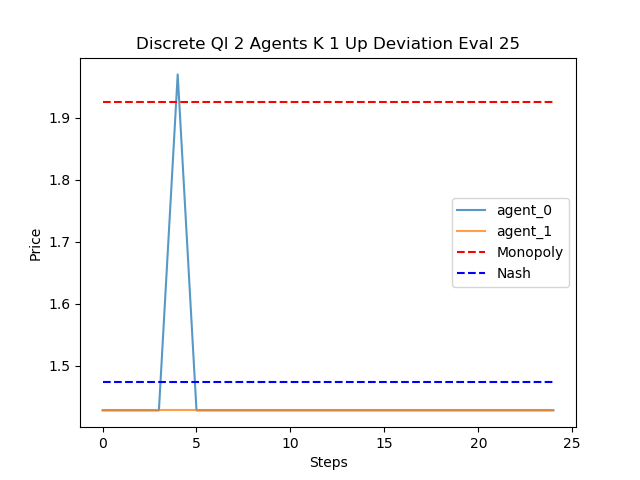 Discrete Ql 2 Agents K 1 Up Deviation Eval 25
Price
1.9
1.8
1.7
1.6
1.5
agent_0
agent_1
Monopoly
Nash
0
5
10
15
20
25
Steps